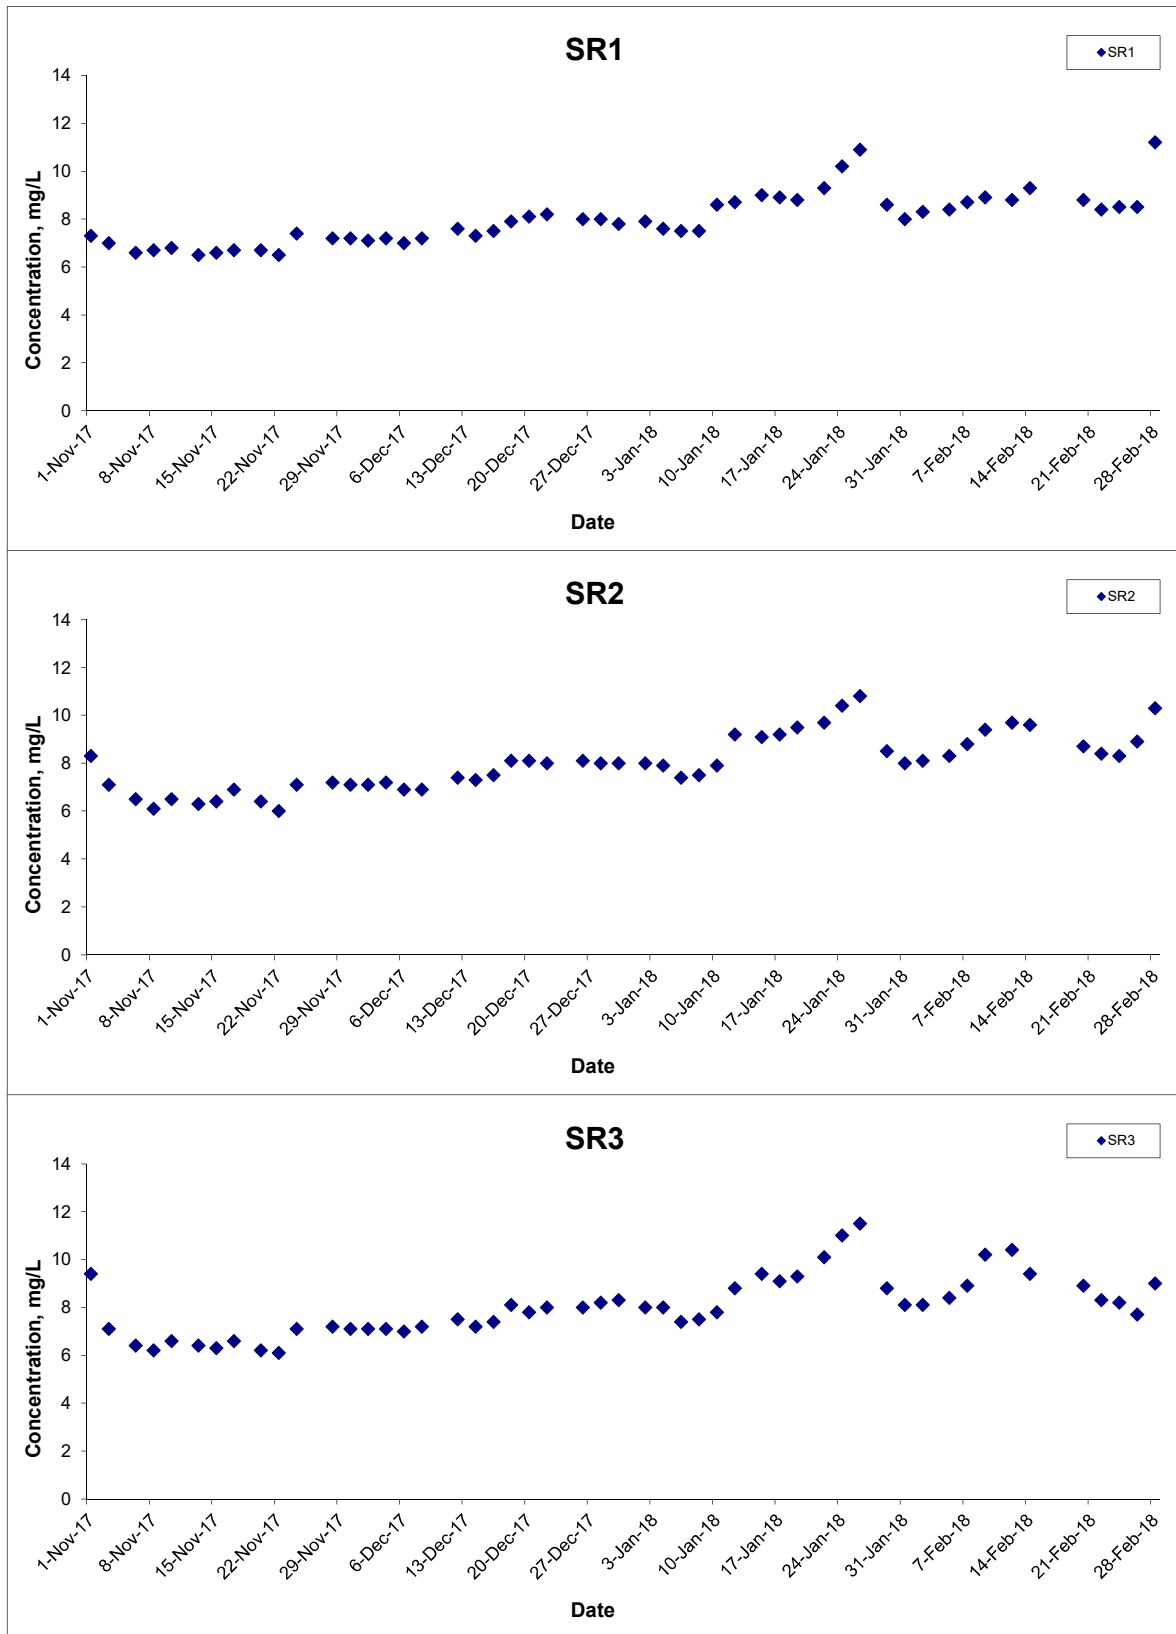 SR1
SR1
14
12
10
8
6
4
2
0
Concentration, mg/L
1-Nov-17
8-Nov-17
15-Nov-17
22-Nov-17
29-Nov-17
6-Dec-17
13-Dec-17
20-Dec-17
27-Dec-17
3-Jan-18
10-Jan-18
17-Jan-18
24-Jan-18
31-Jan-18
7-Feb-18
14-Feb-18
21-Feb-18
28-Feb-18
Date
SR2
SR2
14
12
10
8
6
4
2
0
Concentration, mg/L
1-Nov-17
8-Nov-17
15-Nov-17
22-Nov-17
29-Nov-17
6-Dec-17
13-Dec-17
20-Dec-17
27-Dec-17
3-Jan-18
10-Jan-18
17-Jan-18
24-Jan-18
31-Jan-18
7-Feb-18
14-Feb-18
21-Feb-18
28-Feb-18
Date
SR3
SR3
14
12
10
8
6
4
2
0
Concentration, mg/L
1-Nov-17
8-Nov-17
15-Nov-17
22-Nov-17
29-Nov-17
6-Dec-17
13-Dec-17
20-Dec-17
27-Dec-17
3-Jan-18
10-Jan-18
17-Jan-18
24-Jan-18
31-Jan-18
7-Feb-18
14-Feb-18
21-Feb-18
28-Feb-18
Date